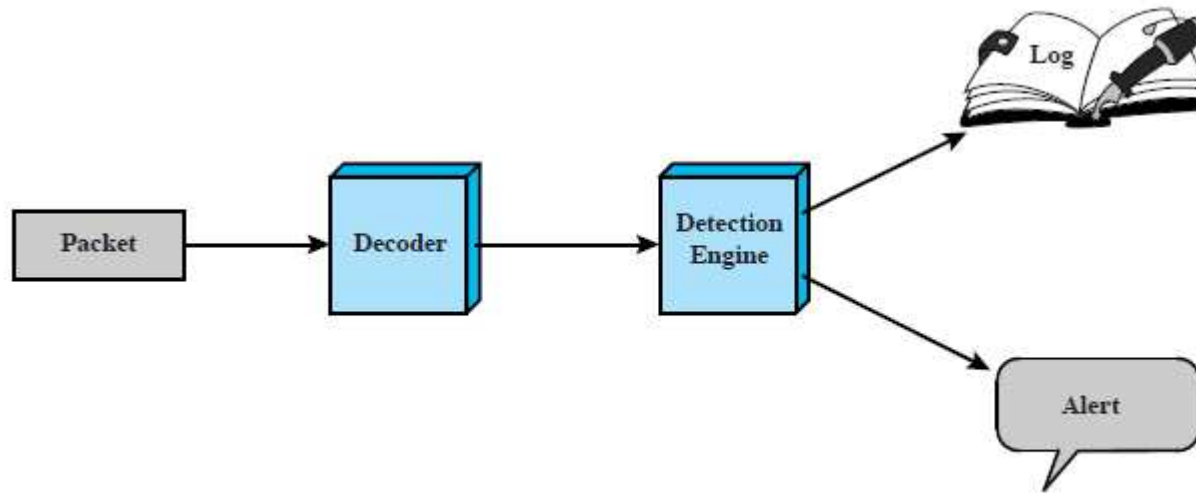 Log
Packet
Decoder
Detection
Engine
Alert